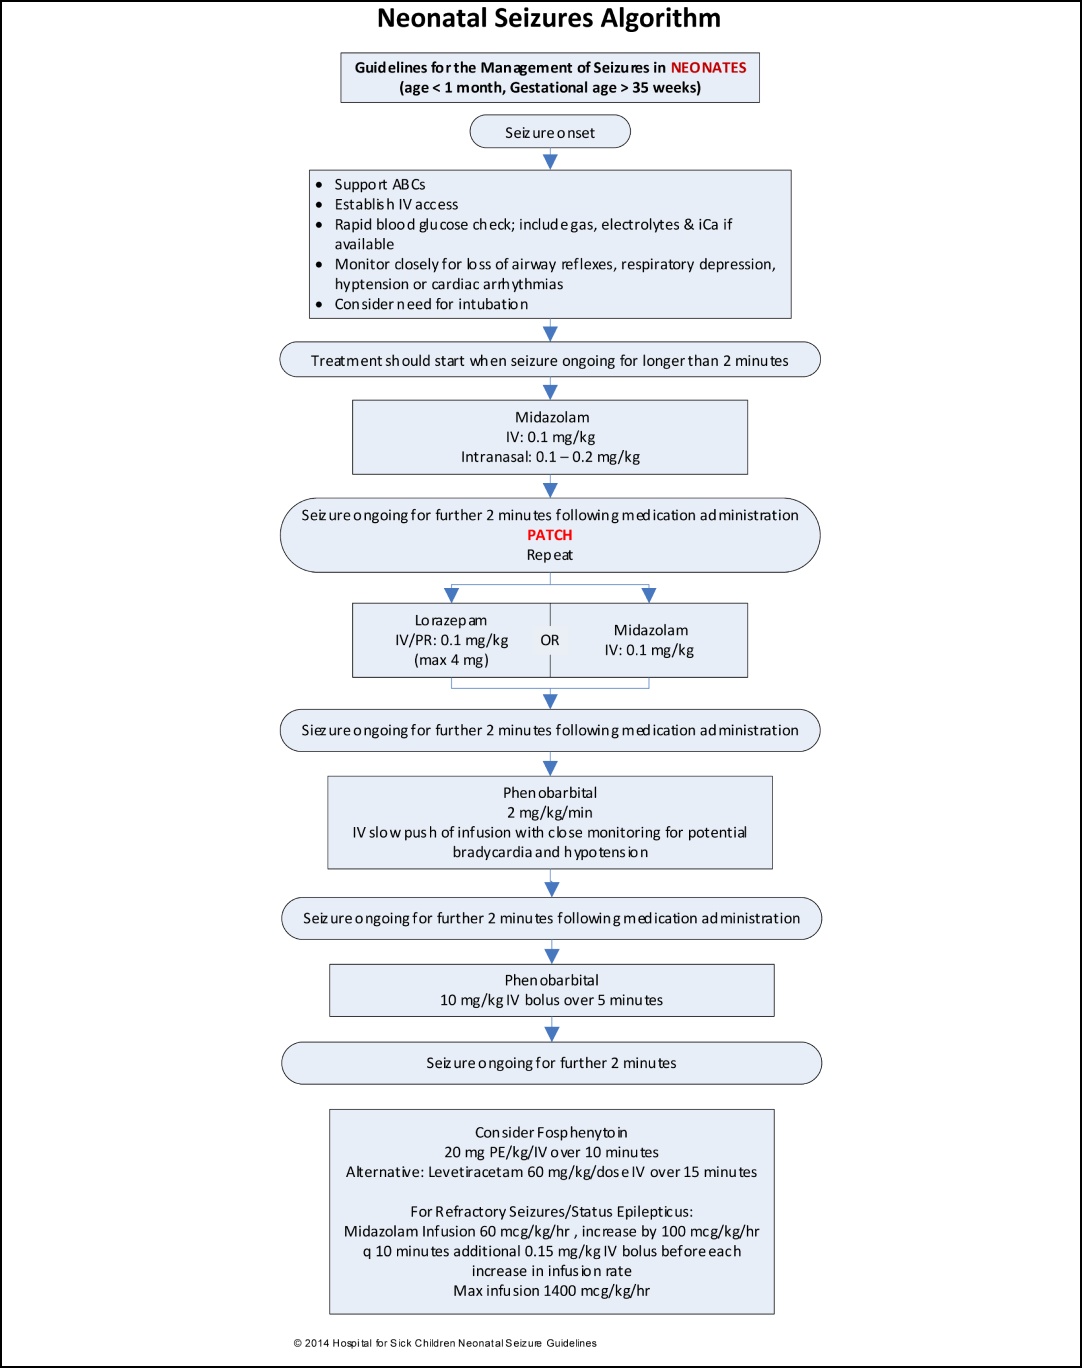 Neonatal Seizures Algorithm
Guidelines for the Management of Seizures in NEONATES
(age < 1 month, Gestational age > 35 weeks)
Seizure onset
• Support ABCs
• Establish IV access
• Rapid blood glucose check; include gas, electrolytes & iCa if
available
• Monitor closely for loss of airway reflexes, respiratory depression,
hyptension or cardiac arrhythmias
• Consider need for intubation
Treatment should start when seizure ongoing for longer than 2 minutes
Midazolam
IV: 0.1 mg/kg
Intranasal: 0.1 – 0.2 mg/kg
Seizure ongoing for further 2 minutes following medication administration
PATCH
Repeat
Lorazepam
IV/PR: 0.1 mg/kg
(max 4 mg)
OR
Midazolam
IV: 0.1 mg/kg
Siezure ongoing for further 2 minutes following medication administration
Phenobarbital
2 mg/kg/min
IV slow push of infusion with close monitoring for potential
bradycardia and hypotension
Seizure ongoing for further 2 minutes following medication administration
Phenobarbital
10 mg/kg IV bolus over 5 minutes
Seizure ongoing for further 2 minutes
Consider Fosphenytoin
20 mg PE/kg/IV over 10 minutes
Alternative: Levetiracetam 60 mg/kg/dose IV over 15 minutes
For Refractory Seizures/Status Epilepticus:
Midazolam Infusion 60 mcg/kg/hr , increase by 100 mcg/kg/hr
q 10 minutes additional 0.15 mg/kg IV bolus before each
increase in infusion rate
Max infusion 1400 mcg/kg/hr
© 2014 Hospital for Sick Children Neonatal Seizure Guidelines